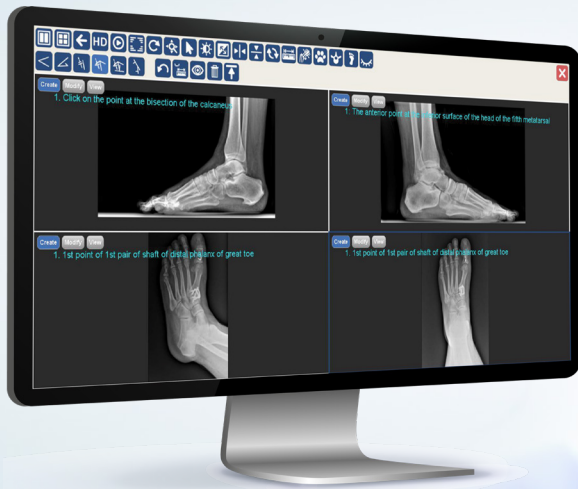 HD
Create Modify View
1. Click on the point at the bisection of the calcaneus
Create Modify View
1. The anterior point at the inferior surface of the head of the fifth metatarsal
Create Modify View
1. 1st point of 1st pair of shaft of distal phalanx of great toe
Create Modify View
1. 1st point of 1st pair of shaft of distal phalanx of great toe